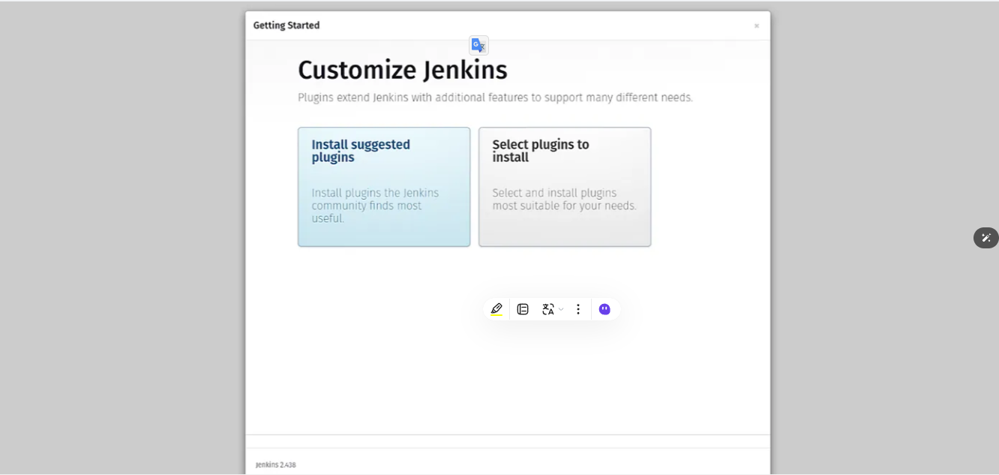 Getting Started
×
Customize Jenkins
Plugins extend Jenkins with additional features to support many different needs.
Install suggested
plugins
Install plugins the Jenkins
community finds most
useful.
Select plugins to
install
Select and install plugins
most suitable for your needs.
Jenkins 2.438